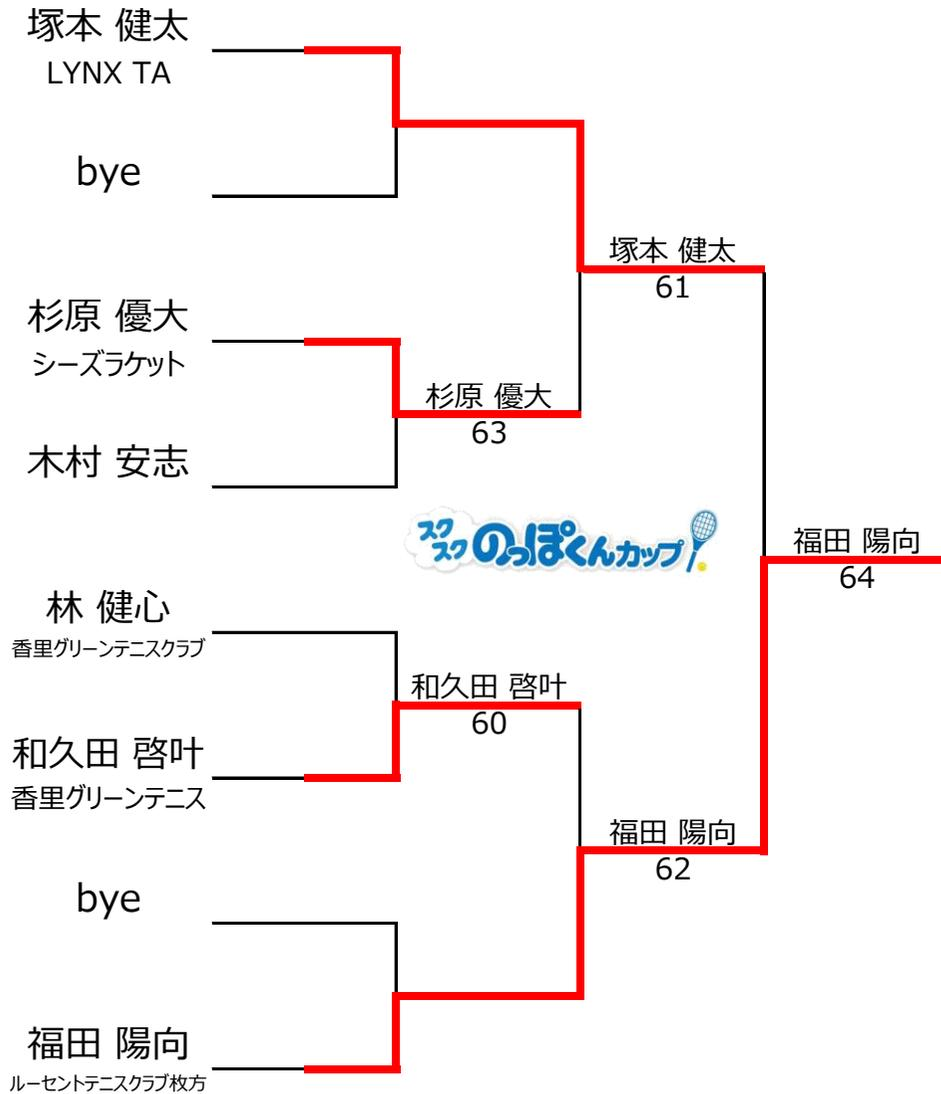 塚本 健太
LYNX TA
bye
塚本 健太
61
杉原 優大
シーズラケット
杉原 優大
63
木村 安志
スクスク のっぽくんカップ
福田 陽向
64
林 健心
香里グリーンテニスクラブ
和久田 啓叶
60
和久田 啓叶
香里グリーンテニス
福田 陽向
62
bye
福田 陽向
ルーセントテニスクラブ枚方